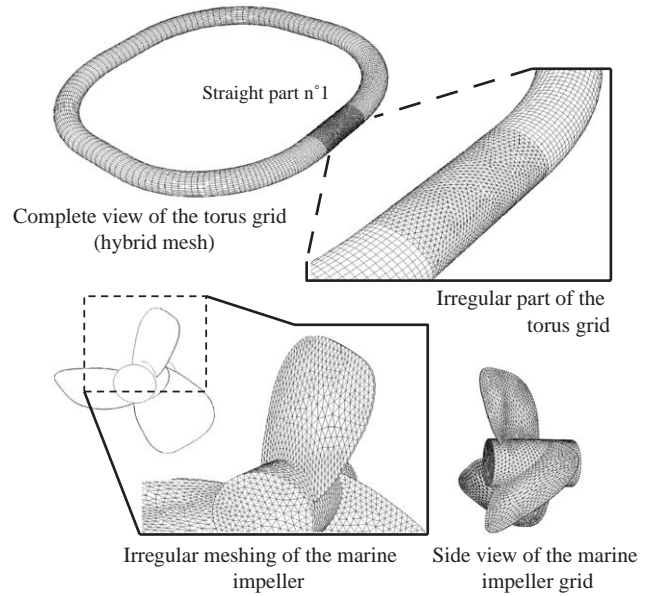 Straight part n°1
Complete view of the torus grid
(hybrid mesh)
Irregular part of the
torus grid
Irregular meshing of the marine
impeller
Side view of the marine
impeller grid